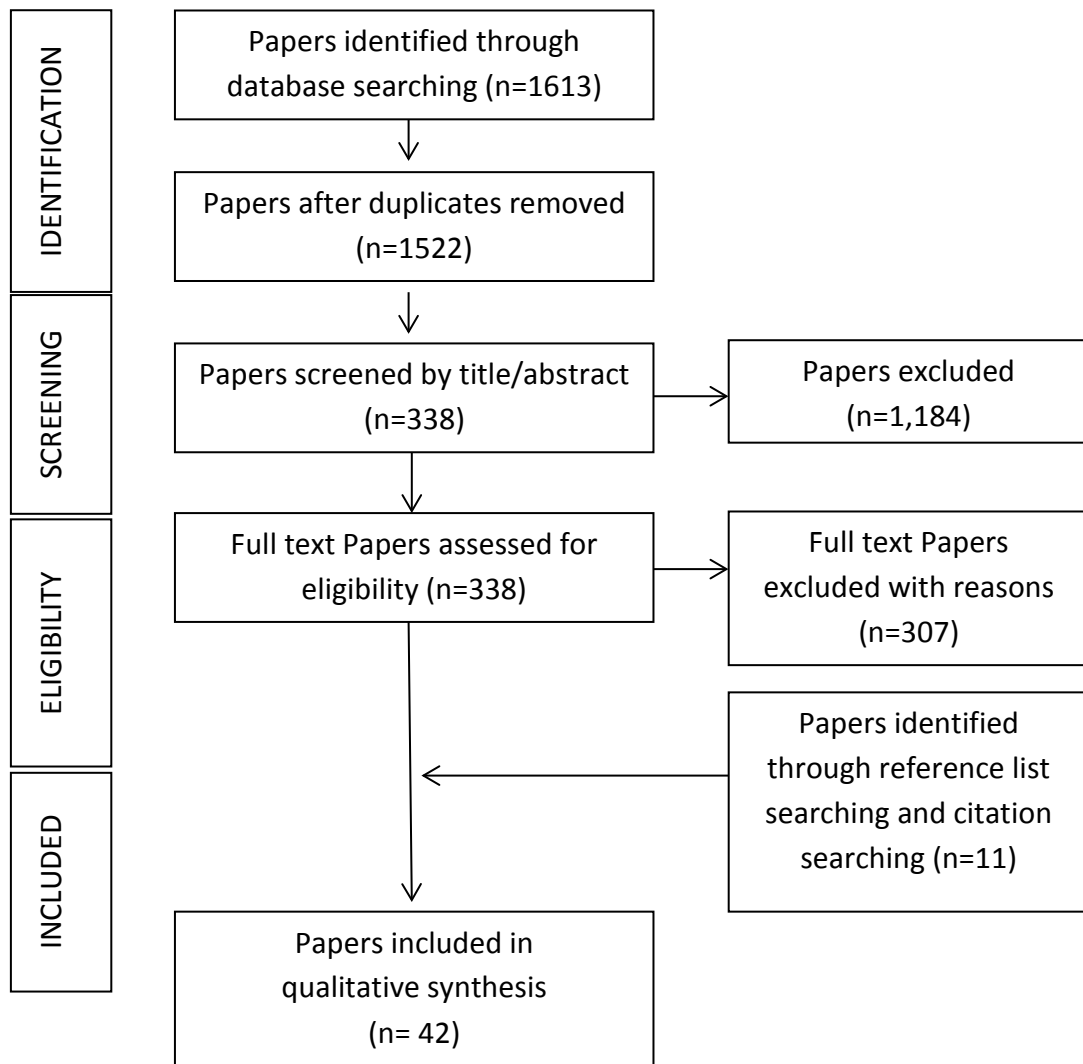 IDENTIFICATION
Papers identified through
database searching (n=1613)
Papers after duplicates removed
(n=1522)
SCREENING
Papers screened by title/abstract
(n=338)
Papers excluded
(n=1,184)
ELIGIBILITY
Full text Papers assessed for
eligibility (n=338)
Full text Papers
excluded with reasons
(n=307)
Papers identified
through reference list
searching and citation
searching (n=11)
INCLUDED
Papers included in
qualitative synthesis
(n= 42)